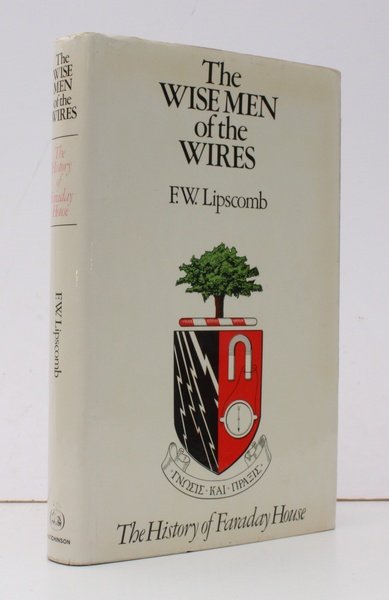 The
WISE MEN
of the
WIRES
F.W. Lipscomb
·ΓΝΩΣΙΣ·ΚΑΙ·ΠΡΑΞΙΣ·
The History of Faraday House
The
WISE
MEN
of the
WIRES
The
History
of
Faraday
House
F.W. Lipscomb
HUTCHINSON